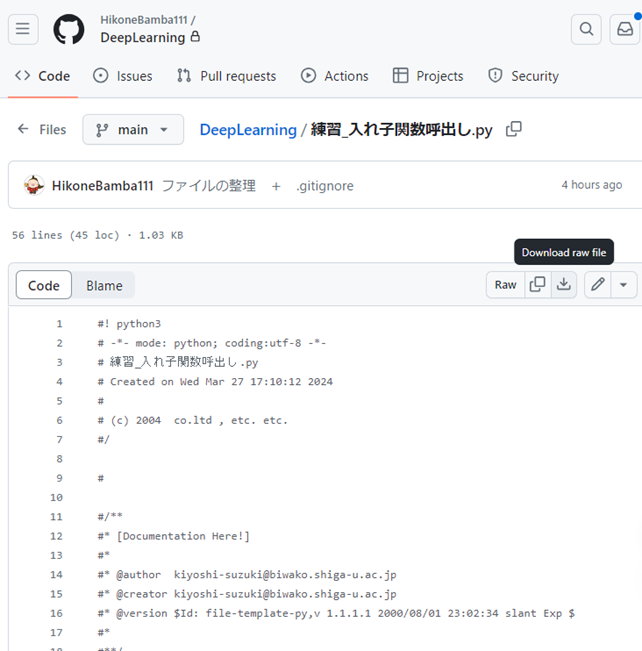 HikoneBamba111 /
DeepLearning
Code Issues Pull requests Actions Projects Security
Files main DeepLearning / 練習_入れ子関数呼出し.py
HikoneBamba111 ファイルの整理 + .gitignore 4 hours ago
56 lines (45 loc) · 1.03 KB
Download raw file
Code Blame Raw
1 #! python3
2 # -*- mode: python; coding:utf-8 -*-
3 # 練習_入れ子関数呼出し.py
4 # Created on Wed Mar 27 17:10:12 2024
5 #
6 # (c) 2004  co.ltd , etc. etc.
7 #/
8
9 #
10
11 #/**
12 #* [Documentation Here!]
13 #*
14 #* @author  kiyoshi-suzuki@biwako.shiga-u.ac.jp
15 #* @creator kiyoshi-suzuki@biwako.shiga-u.ac.jp
16 #* @version $Id: file-template-py,v 1.1.1.1 2000/08/01 23:02:34 slant Exp $
17 #*
18 #**/